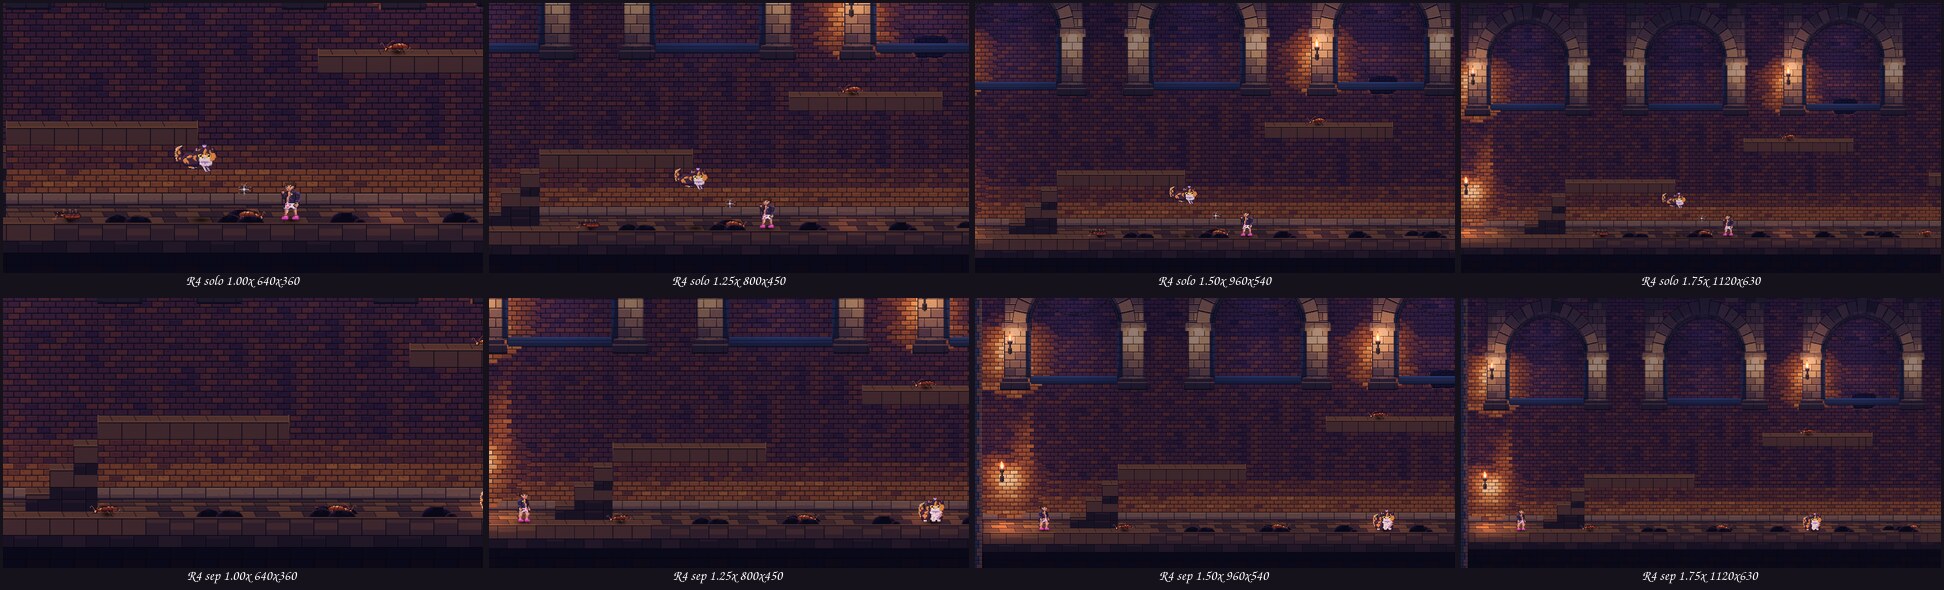 R4 solo 1.00x 640x360
R4 solo 1.25x 800x450
R4 solo 1.50x 960x540
R4 solo 1.75x 1120x630
R4 sep 1.00x 640x360
R4 sep 1.25x 800x450
R4 sep 1.50x 960x540
R4 sep 1.75x 1120x630